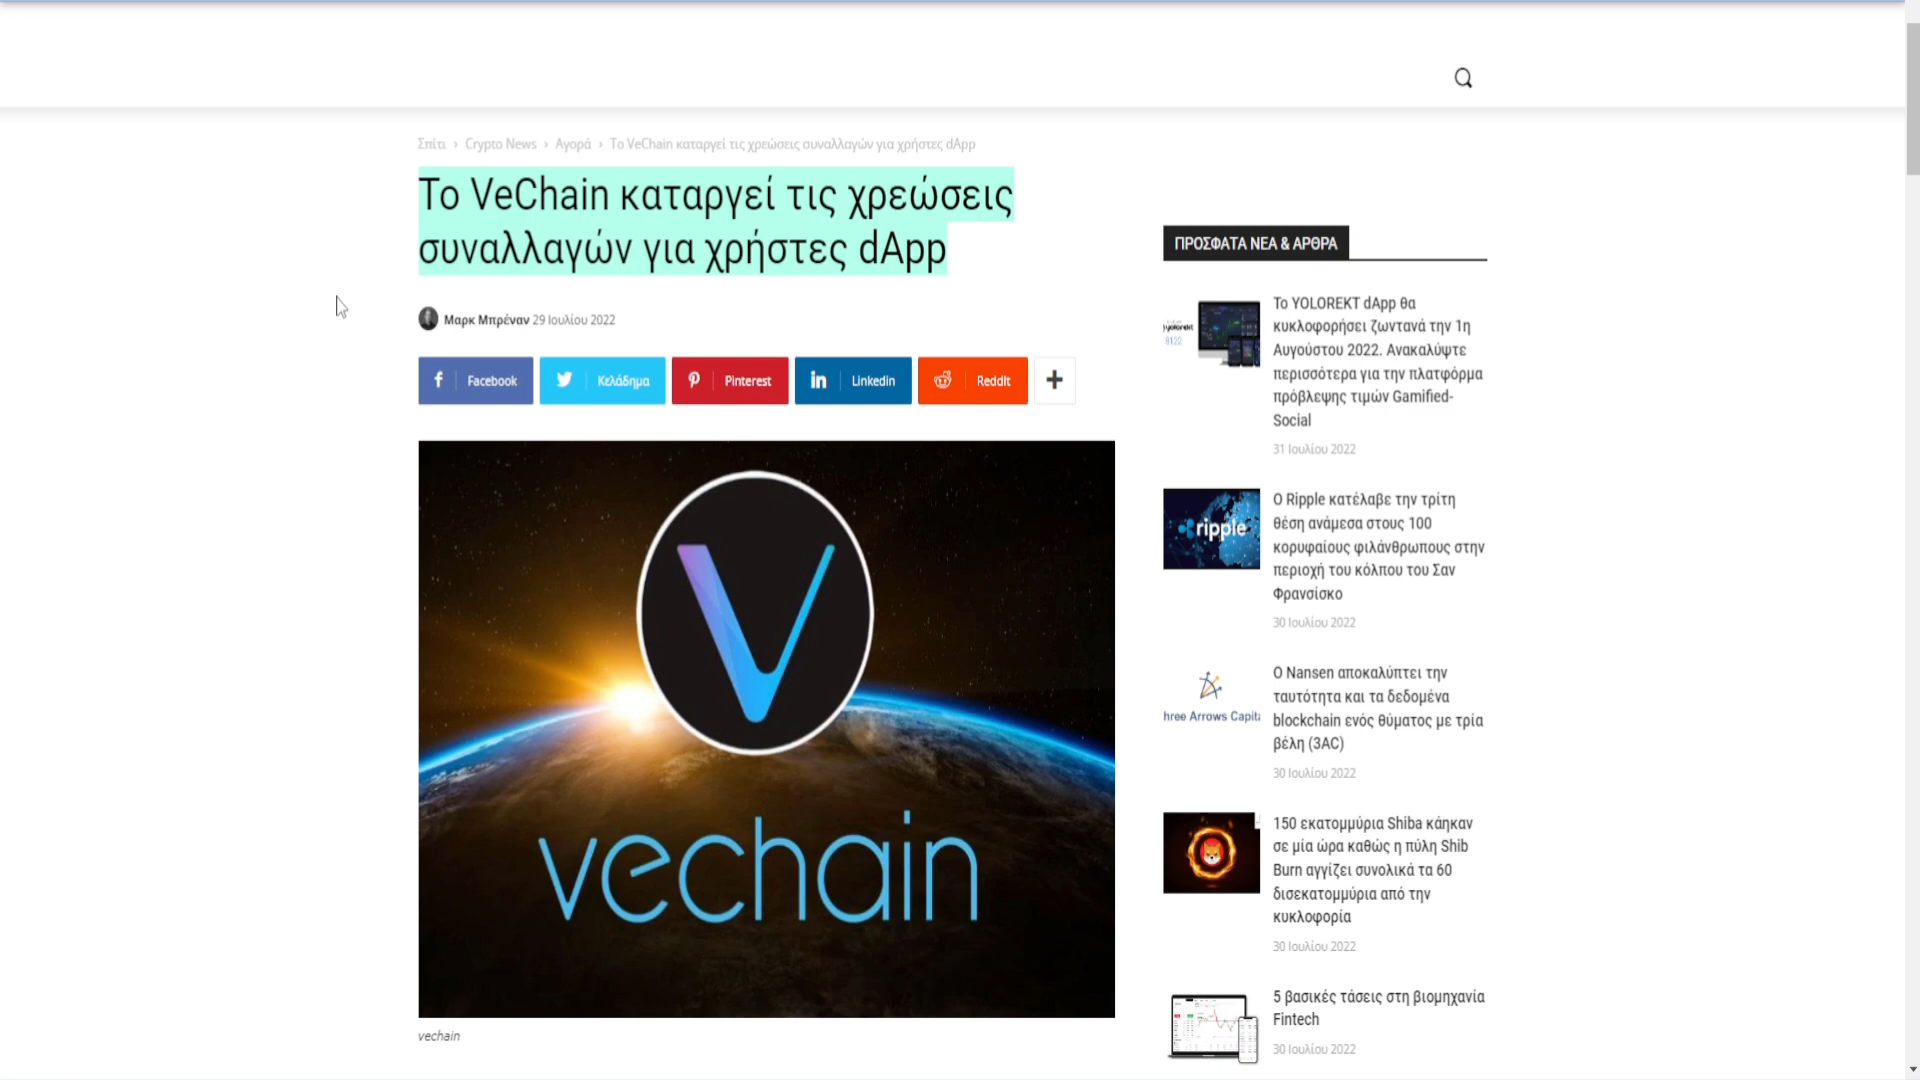 Σπίτι › Crypto News › Αγορά › Το VeChain καταργεί τις χρεώσεις συναλλαγών για χρήστες dApp
Το VeChain καταργεί τις χρεώσεις
συναλλαγών για χρήστες dApp
Μαρκ Μπρέναν 29 Ιουλίου 2022
Facebook
Κελάδημα
Pinterest
Linkedin
ReddIt
vechain
vechain
ΠΡΟΣΦΑΤΑ ΝΕΑ & ΑΡΘΡΑ
yolorekt
8122
Το YOLOREKT dApp θα
κυκλοφορήσει ζωντανά την 1η
Αυγούστου 2022. Ανακαλύψτε
περισσότερα για την πλατφόρμα
πρόβλεψης τιμών Gamified-
Social
31 Ιουλίου 2022
ripple
Ο Ripple κατέλαβε την τρίτη
θέση ανάμεσα στους 100
κορυφαίους φιλάνθρωπους στην
περιοχή του κόλπου του Σαν
Φρανσίσκο
30 Ιουλίου 2022
hree Arrows Capita
Ο Nansen αποκαλύπτει την
ταυτότητα και τα δεδομένα
blockchain ενός θύματος με τρία
βέλη (3AC)
30 Ιουλίου 2022
150 εκατομμύρια Shiba κάηκαν
σε μία ώρα καθώς η πύλη Shib
Burn αγγίζει συνολικά τα 60
δισεκατομμύρια από την
κυκλοφορία
30 Ιουλίου 2022
5 βασικές τάσεις στη βιομηχανία
Fintech
30 Ιουλίου 2022